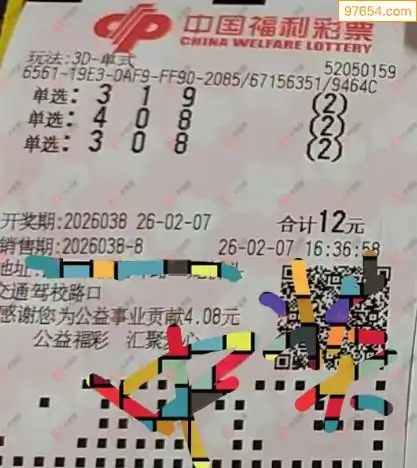 97654.com
中国福利彩票
CHINA WELFARE LOTTERY
玩法:3D-单式
52050159
6561-19E3-0AF9-FF90-2085/67156351/9464C
单选: 3 1 9 (2)
单选: 4 0 8 (2)
单选: 3 0 8 (2)
开奖期:2026038 26-02-07 合计12元
销售期:2026038-8 26-02-07 16:36:58
地址
交通驾校路口
感谢您为公益事业贡献4.08元
公益福彩 汇聚 心